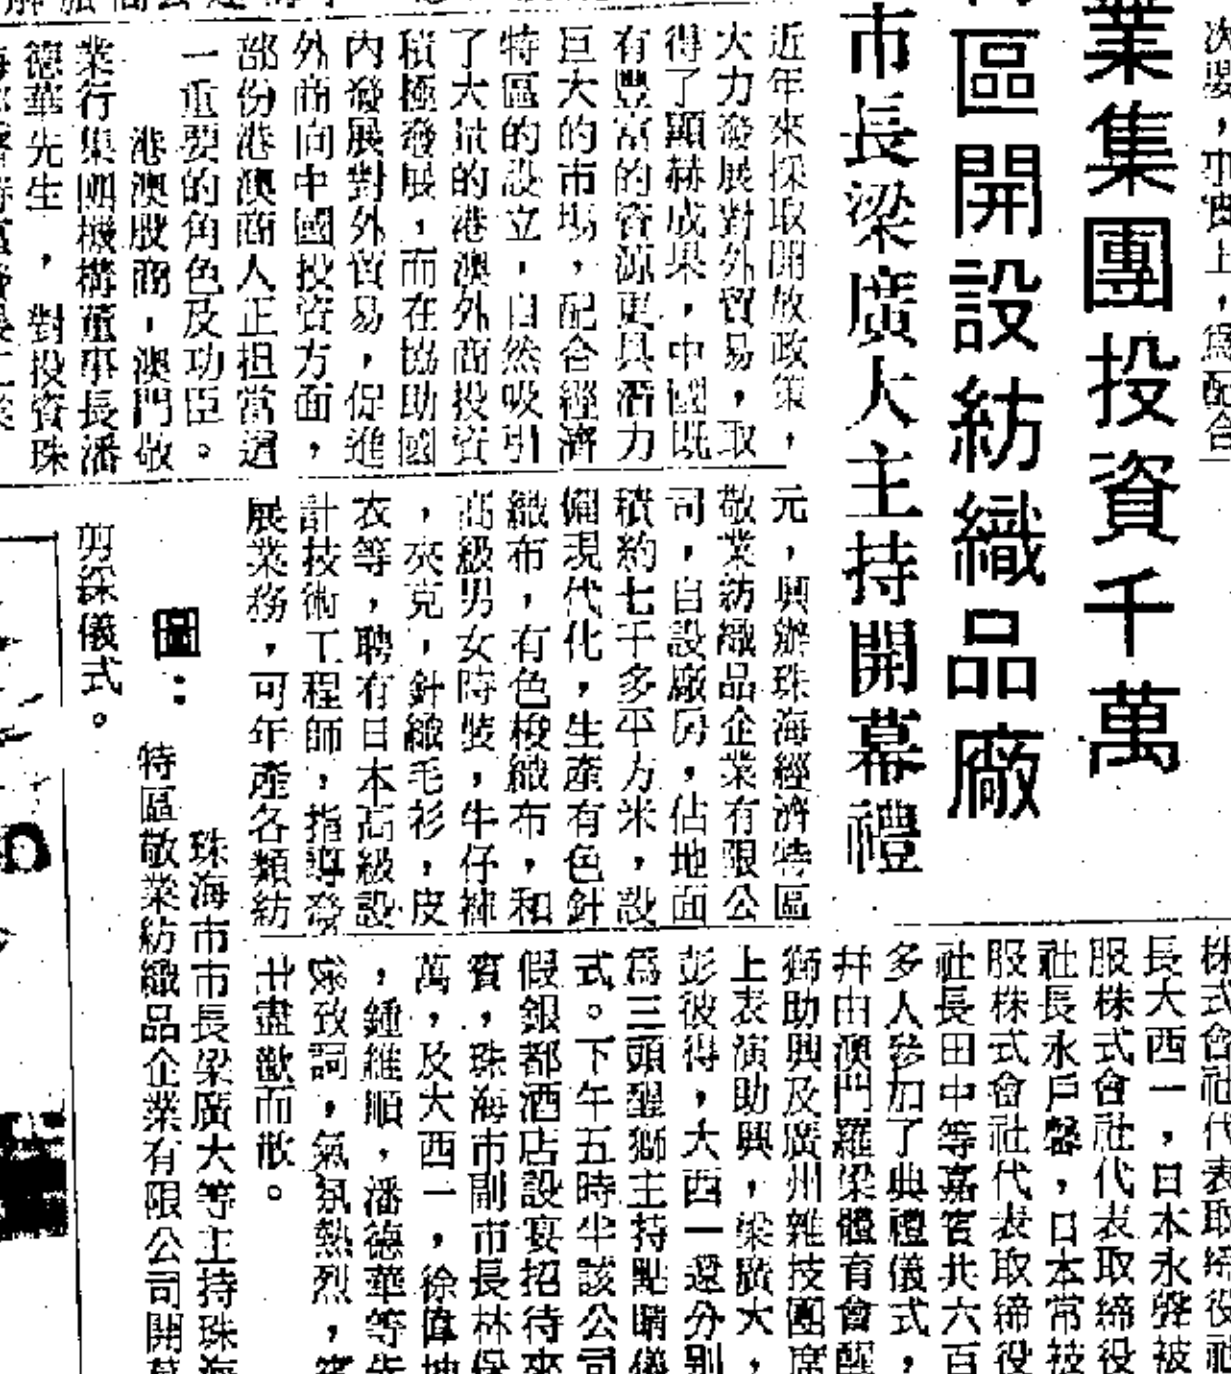 業集團投資千萬
區開設紡織品廠
市長梁廣大主持開幕禮
次選，事實上，爲配合
近年來採取開放政策，
大力發展對外貿易，取
得了顯赫成果，中國既
有豐富的資源更具潛力
巨大的市場，配合經濟
特區的設立，自然吸引
了大量的港澳外商投資
積極發展，而在協助國
內發展對外貿易，促進
外商向中國投資方面，
部份港澳商人正担當這
一重要的角色及功臣。
港澳殷商，澳門敬
業行集團機構董事長潘
德華先生，對投資珠
元，興辦珠海經濟特區
敬業紡織品企業有限公
司，自設廠房，佔地面
積約七千多平方米，設
備現代化，生產有色針
織布，有色梭織布，和
高級男女時裝，牛仔褲
，夾克，針織毛衫，皮
衣等，聘有日本高級設
計技術工程師，指導發
展業務，可年產各類紡
株式會社代表取締役社
長大西一，日本永聲被
服株式會社代表取締役
社長永戶馨，日本常被
服株式會社代表取締役
社長田中等嘉賓共六百
多人參加了典禮儀式，
幷由澳門羅梁體育會醒
獅助興及廣州雜技團席
上表演助興，梁廣大，
彭彼得，大西一還分別
爲三頭醒獅主持點睛儀
式。下午五時半該公司
假銀都酒店設宴招待來
賓，珠海市副市長林保
萬，及大西一，徐偉坤
，鍾維順，潘德華等先
致詞，氣氛熱烈，賓
盡歡而散。
圖：
珠海市市長梁廣大等主持珠海
特區敬業紡織品企業有限公司開幕
剪綵儀式。